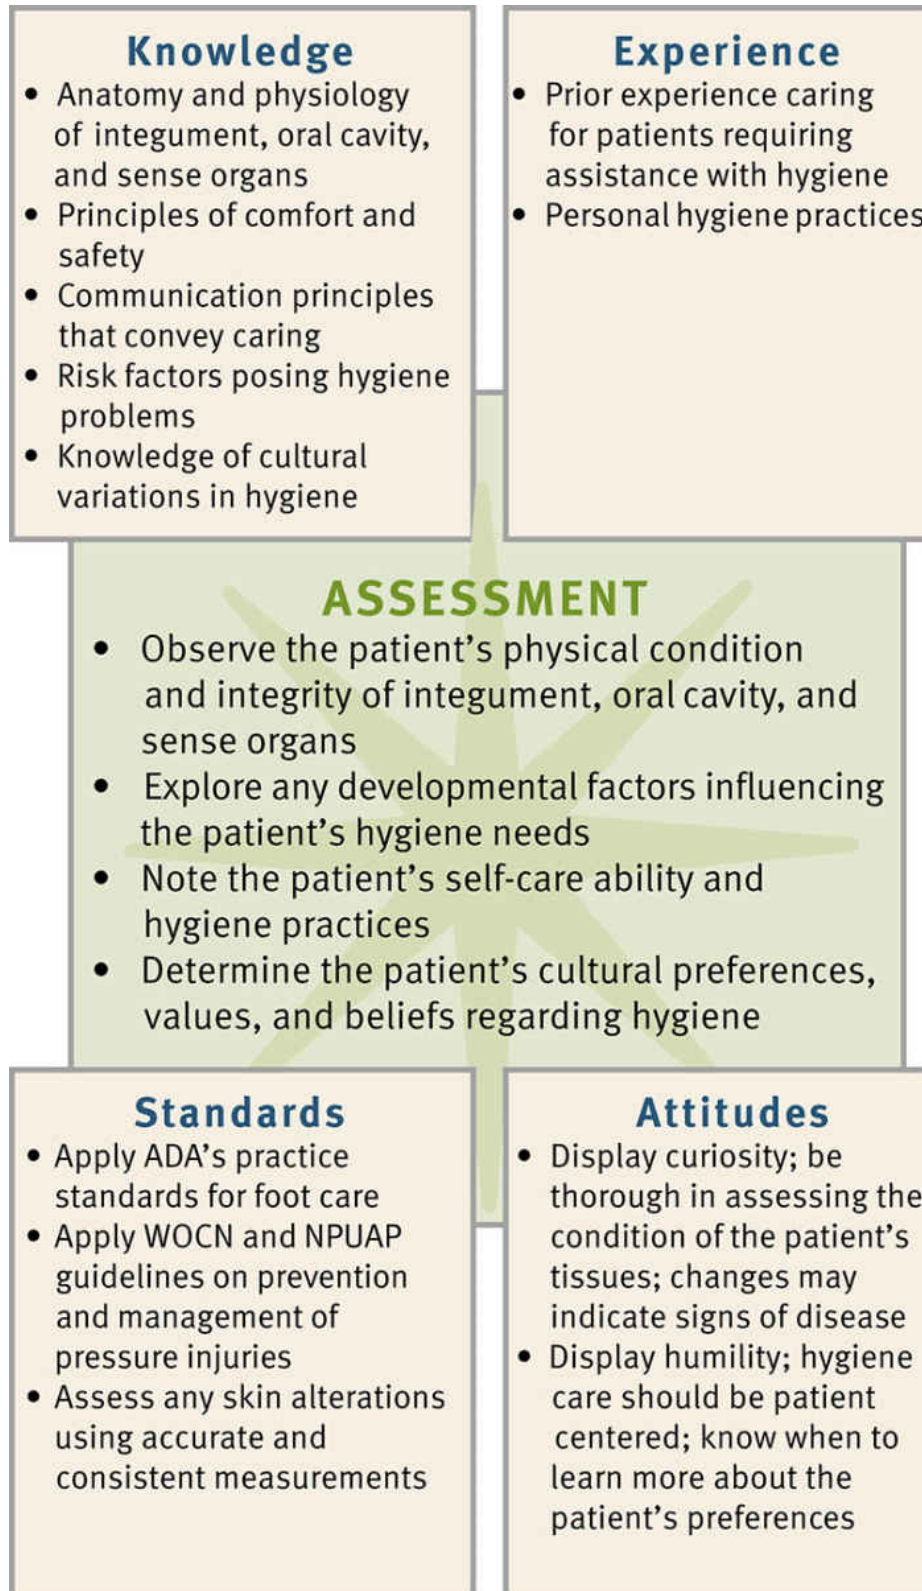 Knowledge
• Anatomy and physiology
of integument, oral cavity,
and sense organs
• Principles of comfort and
safety
• Communication principles
that convey caring
• Risk factors posing hygiene
problems
• Knowledge of cultural
variations in hygiene
Experience
• Prior experience caring
for patients requiring
assistance with hygiene
• Personal hygiene practices
ASSESSMENT
• Observe the patient’s physical condition
and integrity of integument, oral cavity, and
sense organs
• Explore any developmental factors influencing
the patient’s hygiene needs
• Note the patient’s self-care ability and
hygiene practices
• Determine the patient’s cultural preferences,
values, and beliefs regarding hygiene
Standards
• Apply ADA’s practice
standards for foot care
• Apply WOCN and NPUAP
guidelines on prevention
and management of
pressure injuries
• Assess any skin alterations
using accurate and
consistent measurements
Attitudes
• Display curiosity; be
thorough in assessing the
condition of the patient’s
tissues; changes may
indicate signs of disease
• Display humility; hygiene
care should be patient
centered; know when to
learn more about the
patient’s preferences